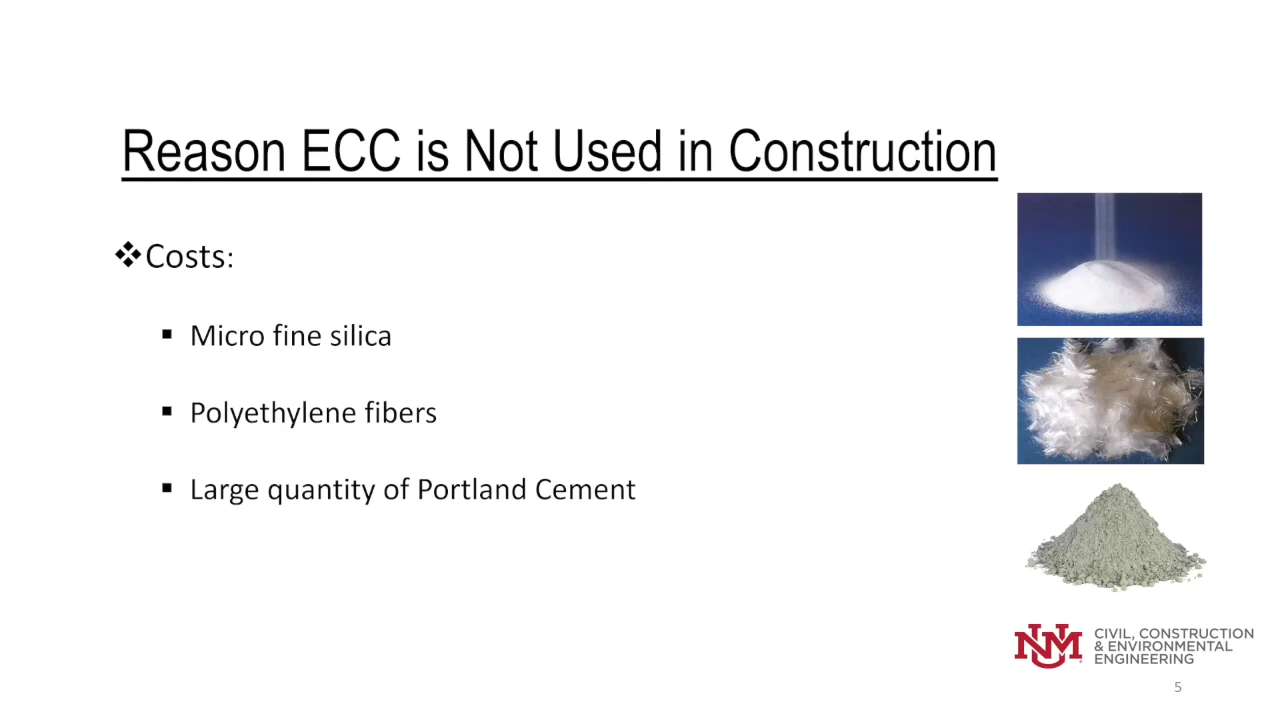 Reason ECC is Not Used in Construction
❖Costs:
▪ Micro fine silica
▪ Polyethylene fibers
▪ Large quantity of Portland Cement
UNM
CIVIL, CONSTRUCTION
& ENVIRONMENTAL
ENGINEERING
5